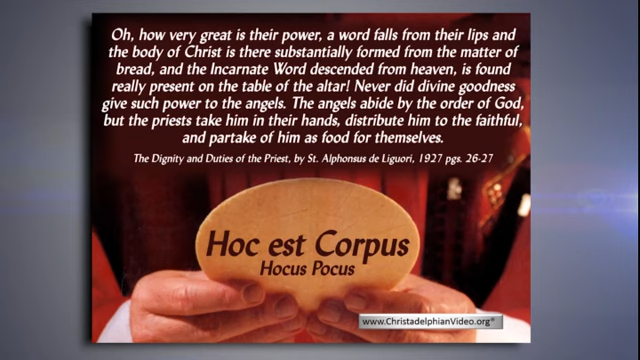 Oh, how very great is their power, a word falls from their lips and
the body of Christ is there substantially formed from the matter of
bread, and the Incarnate Word descended from heaven, is found
really present on the table of the altar! Never did divine goodness
give such power to the angels. The angels abide by the order of God,
but the priests take him in their hands, distribute him to the faithful,
and partake of him as food for themselves.
The Dignity and Duties of the Priest, by St. Alphonsus de Liguori, 1927 pgs. 26-27
Hoc est Corpus
Hocus Pocus
www.ChristadelphianVideo.org®